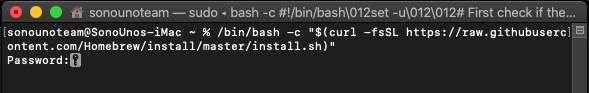 sonounoteam — sudo ◂ bash -c #!/bin/bash\012set -u\012\012# First check if the...
[sonounoteam@SonoUnos-iMac ~ % /bin/bash -c "$(curl -fsSL https://raw.githubuserc]
ontent.com/Homebrew/install/master/install.sh)"
Password: